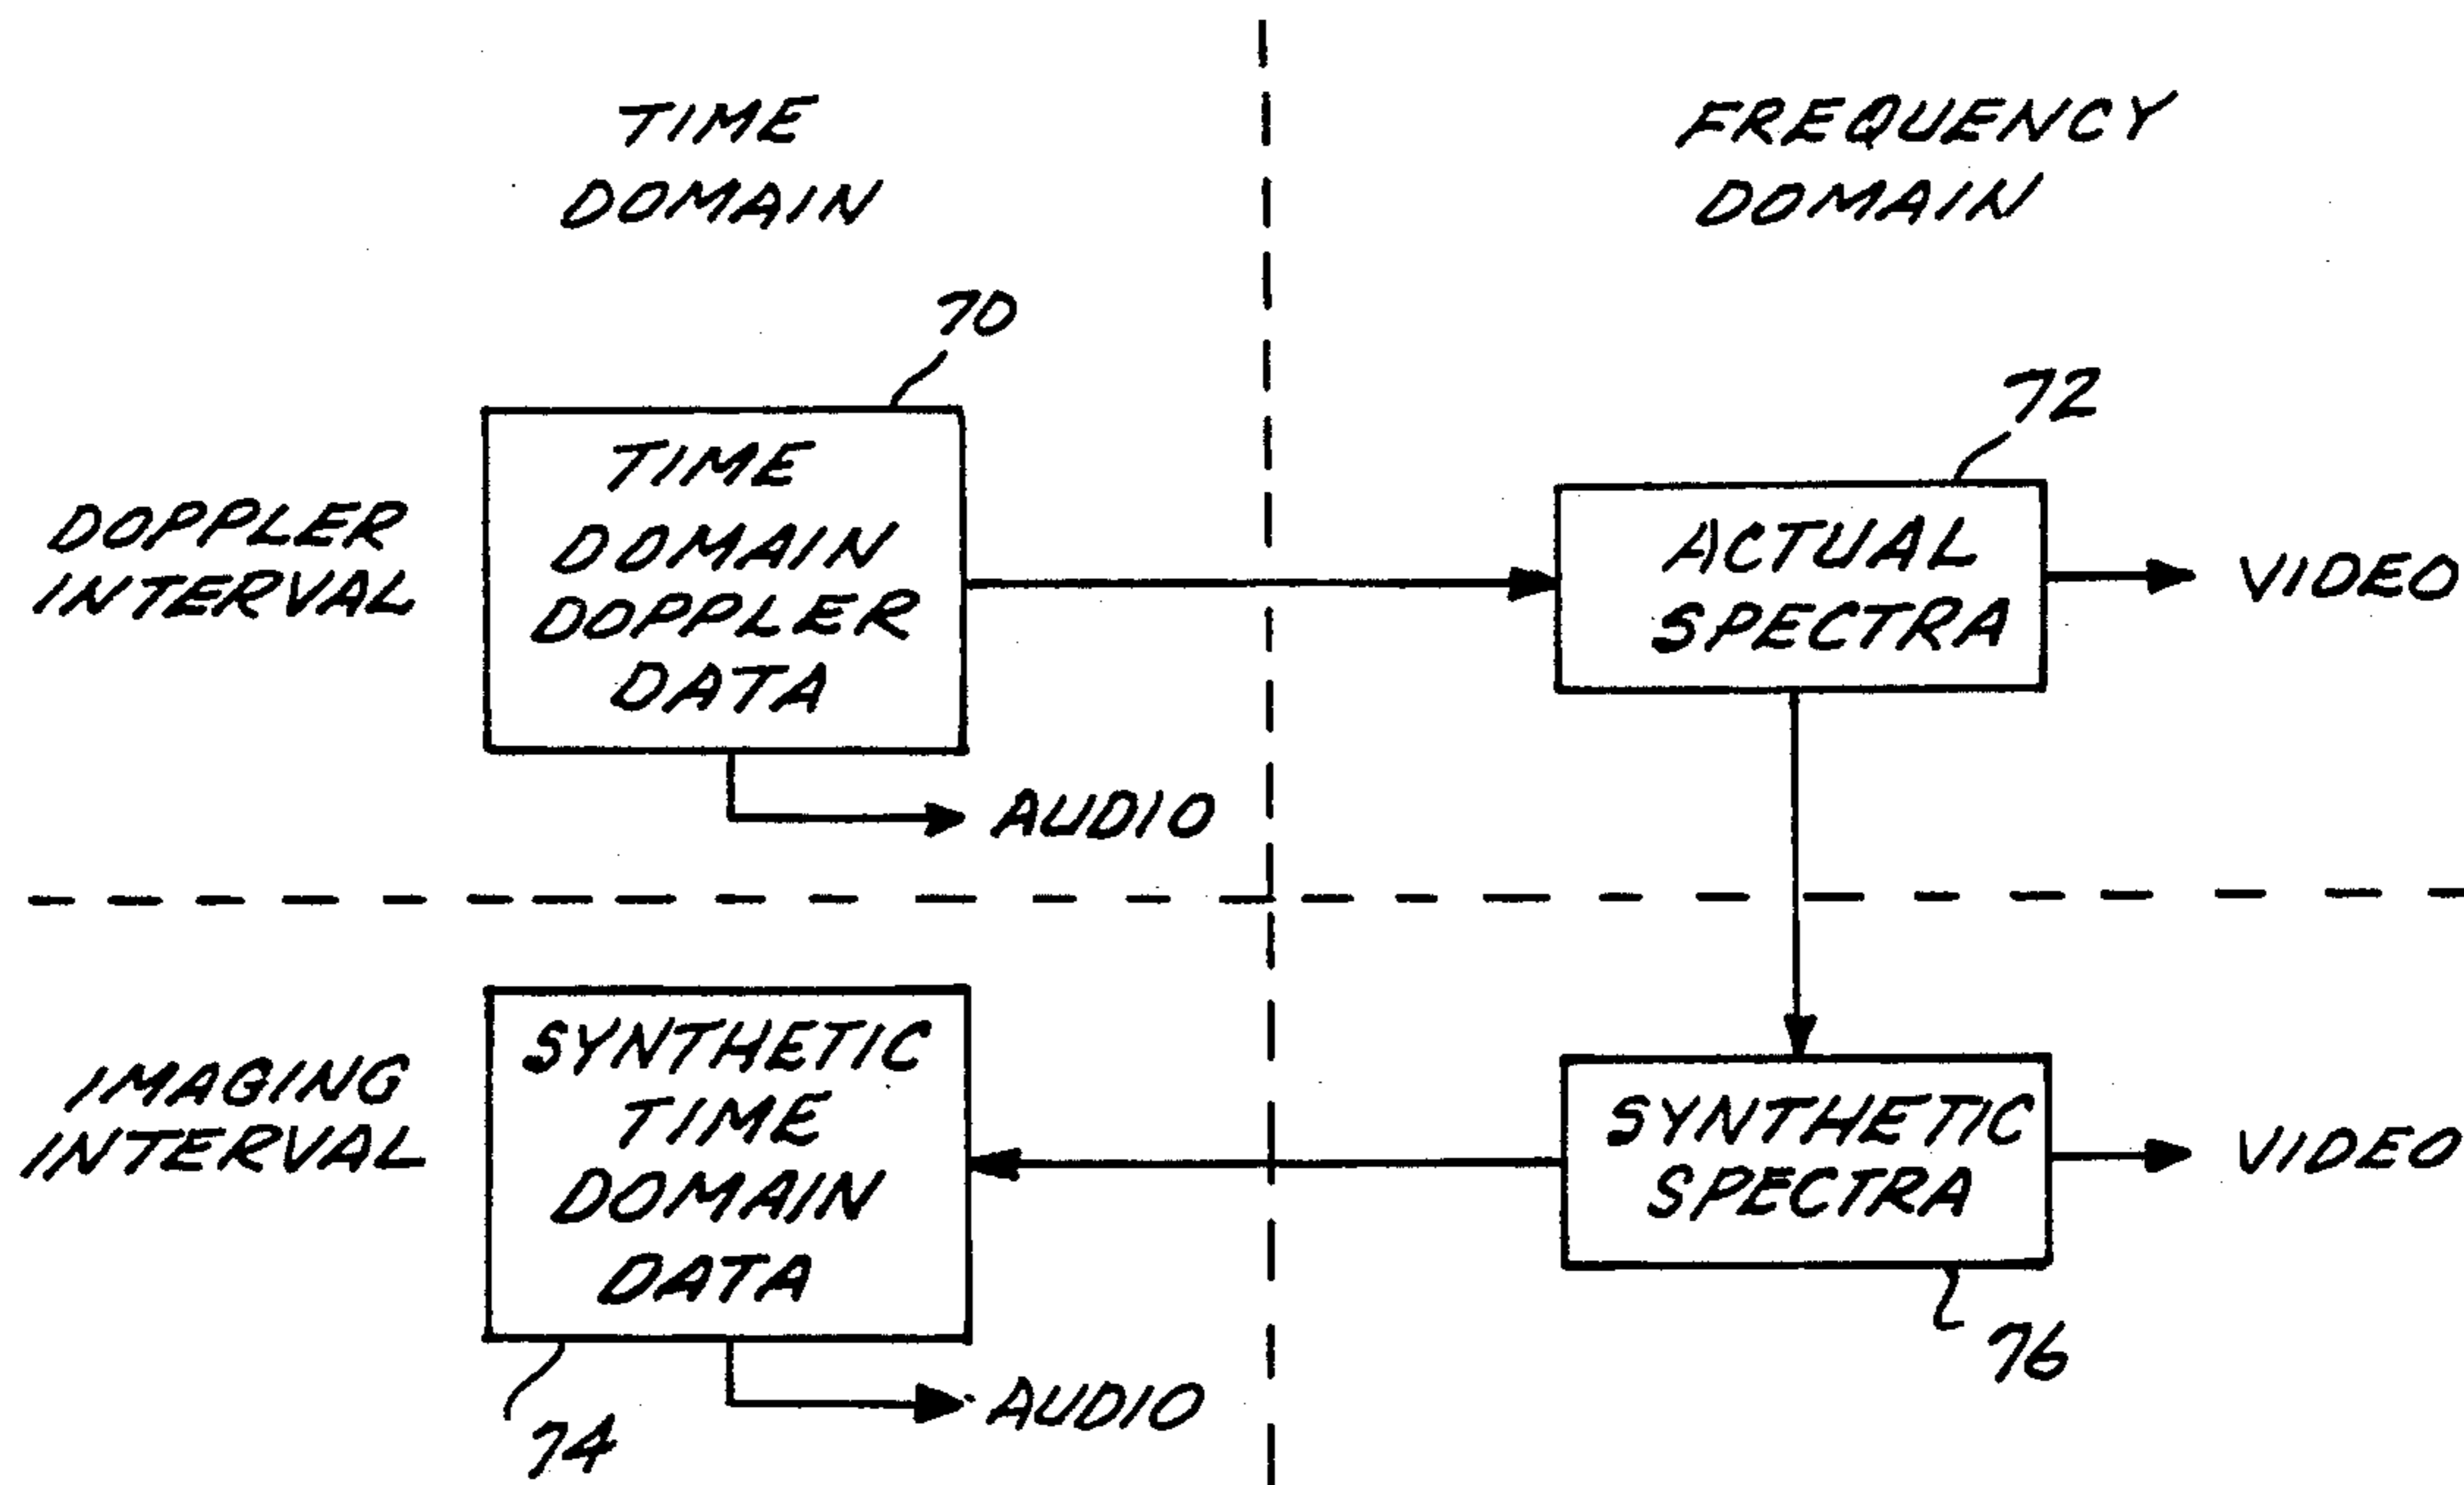 TIME
DOMAIN
FREQUENCY
DOMAIN
70
72
DOPPLER
INTERVAL
TIME
DOMAIN
DOPPLER
DATA
ACTUAL
SPECTRA
VIDEO
AUDIO
IMAGING
INTERVAL
SYNTHETIC
TIME
DOMAIN
DATA
SYNTHETIC
SPECTRA
VIDEO
76
AUDIO
74